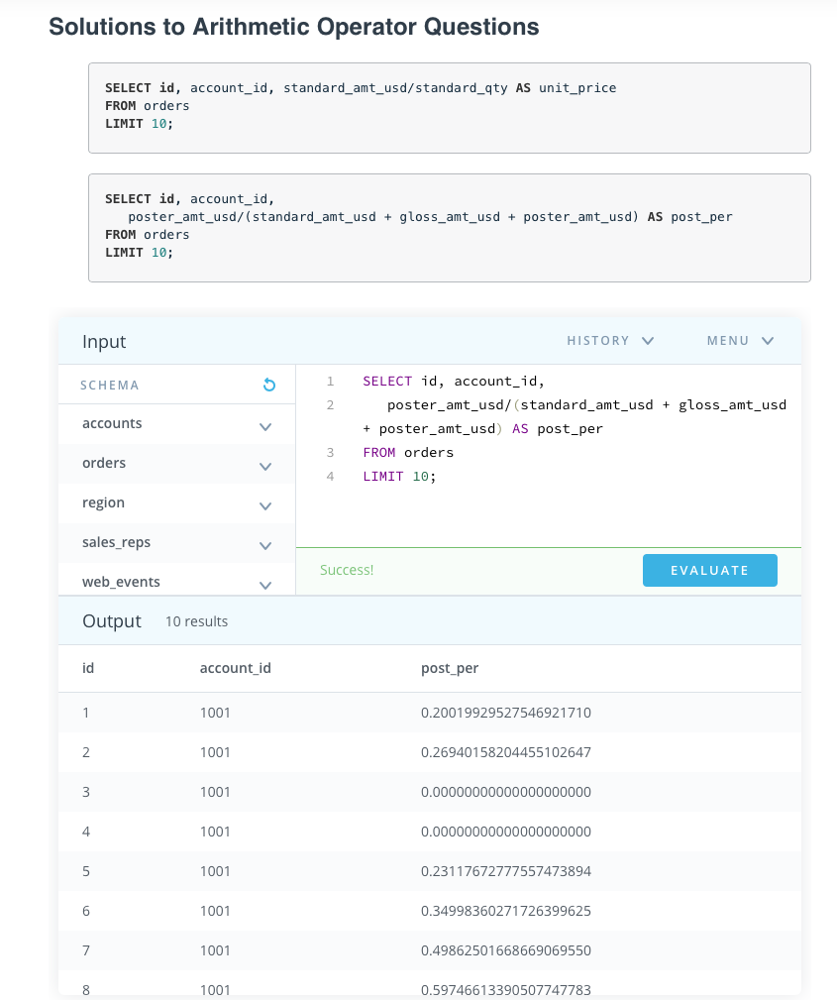 Solutions to Arithmetic Operator Questions
SELECT id, account_id, standard_amt_usd/standard_qty AS unit_price
FROM orders
LIMIT 10;
SELECT id, account_id,
   poster_amt_usd/(standard_amt_usd + gloss_amt_usd + poster_amt_usd) AS post_per
FROM orders
LIMIT 10;
Input
HISTORY
MENU
SCHEMA
accounts
orders
region
sales_reps
web_events
1 SELECT id, account_id,
2    poster_amt_usd/(standard_amt_usd + gloss_amt_usd
+ poster_amt_usd) AS post_per
3 FROM orders
4 LIMIT 10;
Success!
EVALUATE
Output 10 results
id account_id post_per
1 1001 0.20019929527546921710
2 1001 0.26940158204455102647
3 1001 0.00000000000000000000
4 1001 0.00000000000000000000
5 1001 0.23117672777557473894
6 1001 0.34998360271726399625
7 1001 0.49862501668669069550
8 1001 0.59746613390507747783